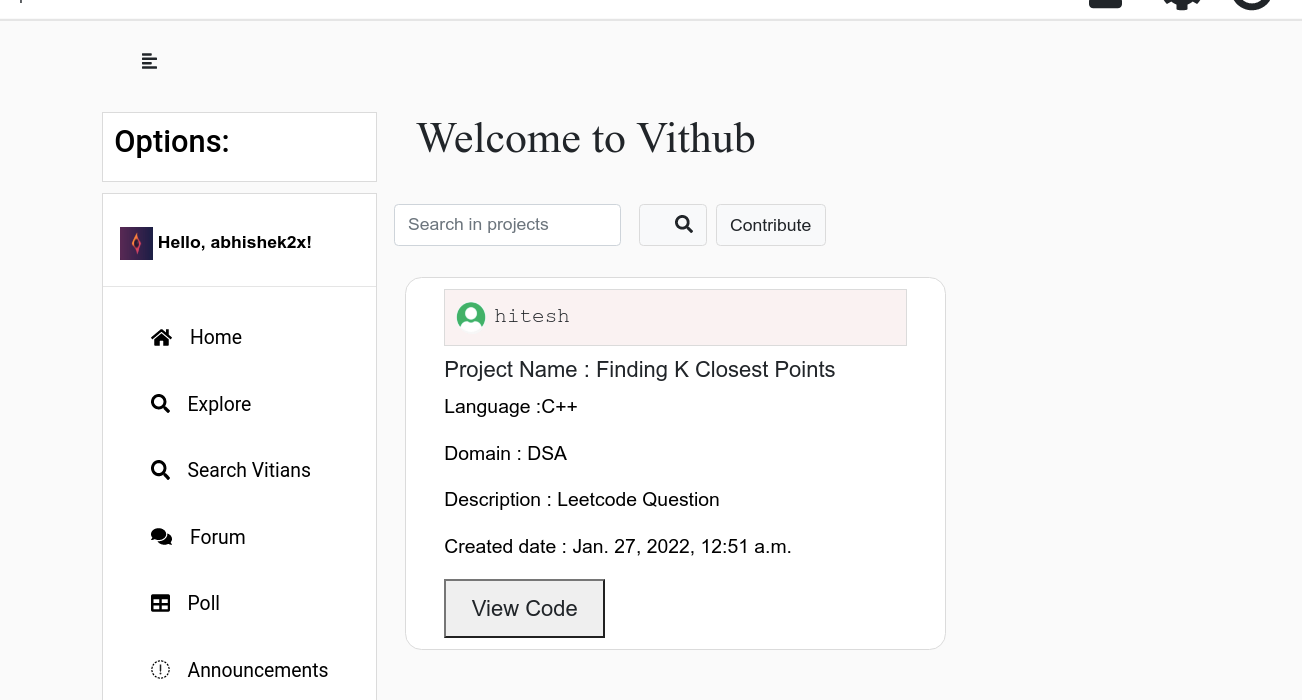 Options:
Welcome to Vithub
Hello, abhishek2x!
Search in projects
Contribute
Home
Explore
Search Vitians
Forum
Poll
Announcements
hitesh
Project Name : Finding K Closest Points
Language :C++
Domain : DSA
Description : Leetcode Question
Created date : Jan. 27, 2022, 12:51 a.m.
View Code